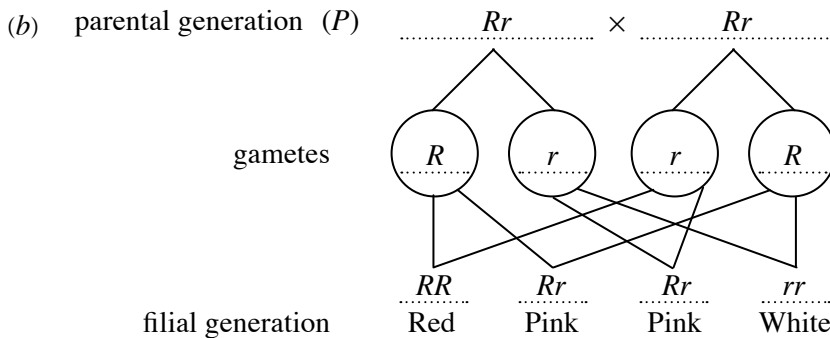 (b) parental generation (P) Rr × Rr
gametes R r r R
RR Rr Rr rr
filial generation Red Pink Pink White